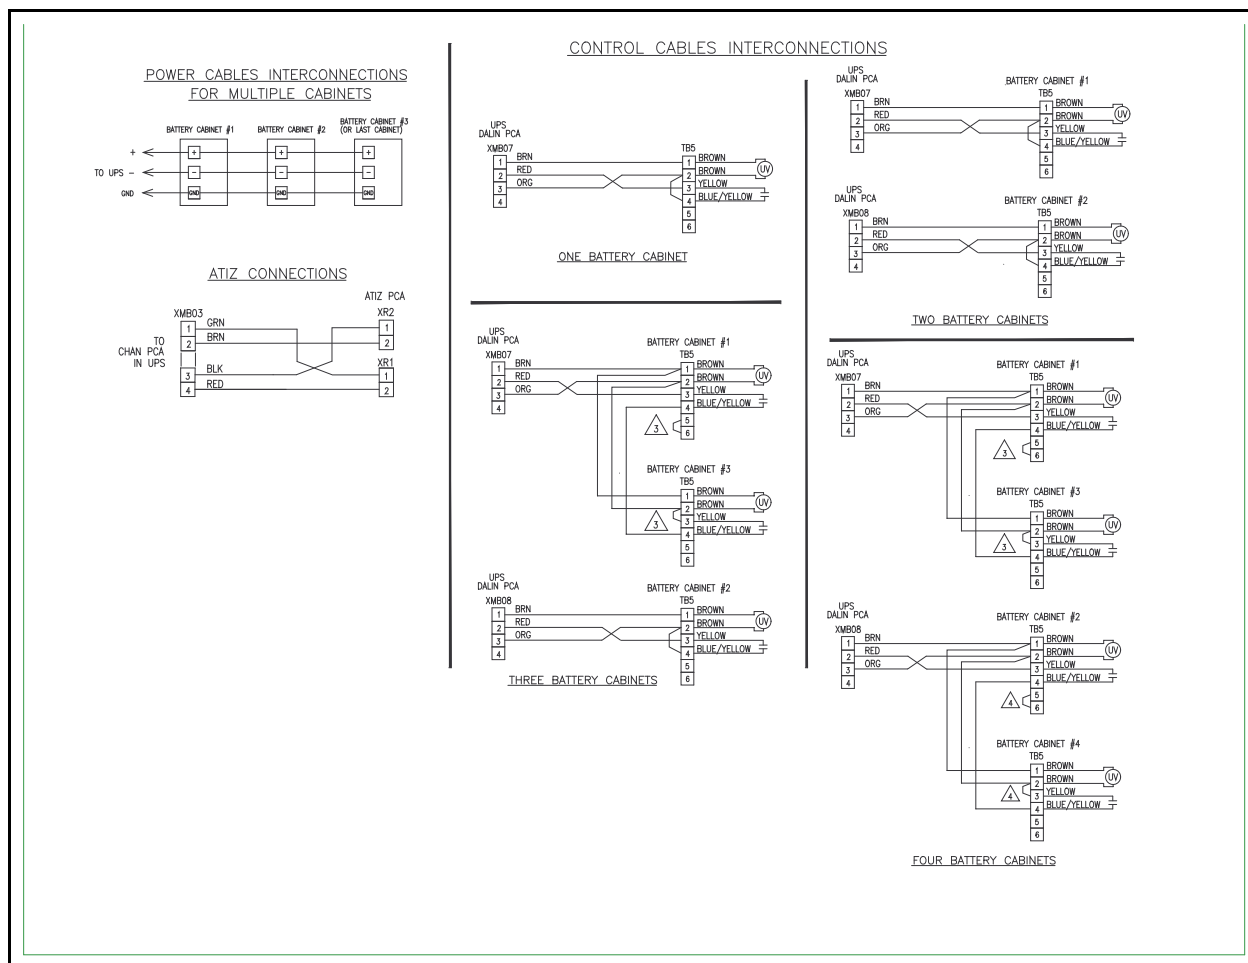 CONTROL CABLES INTERCONNECTIONS
POWER CABLES INTERCONNECTIONS
FOR MULTIPLE CABINETS
BATTERY CABINET #1
BATTERY CABINET #2
BATTERY CABINET #3
(OR LAST CABINET)
+ + + +
TO UPS - - - -
GND GND GND GND
ATIZ CONNECTIONS
ATIZ PCA
XMB03
XR2
1 GRN 1
2 BRN 2
TO
CHAN PCA
IN UPS
XR1
3 BLK 1
4 RED 2
UPS
DALIN PCA
XMB07
TB5
1 BRN 1 BROWN
2 RED 2 BROWN
UV
3 ORG 3 YELLOW
4 4 BLUE/YELLOW
5
6
ONE BATTERY CABINET
UPS
DALIN PCA
BATTERY CABINET #1
XMB07
TB5
1 BRN 1 BROWN
2 RED 2 BROWN
UV
3 ORG 3 YELLOW
4 4 BLUE/YELLOW
5
6
UPS
DALIN PCA
BATTERY CABINET #2
XMB08
TB5
1 BRN 1 BROWN
2 RED 2 BROWN
UV
3 ORG 3 YELLOW
4 4 BLUE/YELLOW
5
6
TWO BATTERY CABINETS
UPS
DALIN PCA
BATTERY CABINET #1
XMB07
TB5
1 BRN 1 BROWN
2 RED 2 BROWN
UV
3 ORG 3 YELLOW
4 4 BLUE/YELLOW
3 5
6
BATTERY CABINET #3
TB5
1 BROWN
2 BROWN
UV
3 3 YELLOW
4 BLUE/YELLOW
5
6
UPS
DALIN PCA
BATTERY CABINET #2
XMB08
TB5
1 BRN 1 BROWN
2 RED 2 BROWN
UV
3 ORG 3 YELLOW
4 4 BLUE/YELLOW
5
6
THREE BATTERY CABINETS
UPS
DALIN PCA
BATTERY CABINET #1
XMB07
TB5
1 BRN 1 BROWN
2 RED 2 BROWN
UV
3 ORG 3 YELLOW
4 4 BLUE/YELLOW
3 5
6
BATTERY CABINET #3
TB5
1 BROWN
2 BROWN
UV
3 3 YELLOW
4 BLUE/YELLOW
5
6
UPS
DALIN PCA
BATTERY CABINET #2
XMB08
TB5
1 BRN 1 BROWN
2 RED 2 BROWN
UV
3 ORG 3 YELLOW
4 4 BLUE/YELLOW
4 5
6
BATTERY CABINET #4
TB5
1 BROWN
2 BROWN
UV
4 3 YELLOW
4 BLUE/YELLOW
5
6
FOUR BATTERY CABINETS